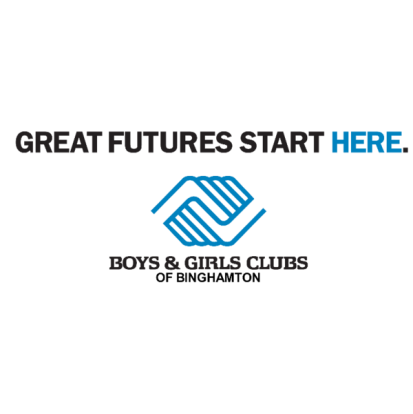 GREAT FUTURES START HERE.
BOYS & GIRLS CLUBS
OF BINGHAMTON